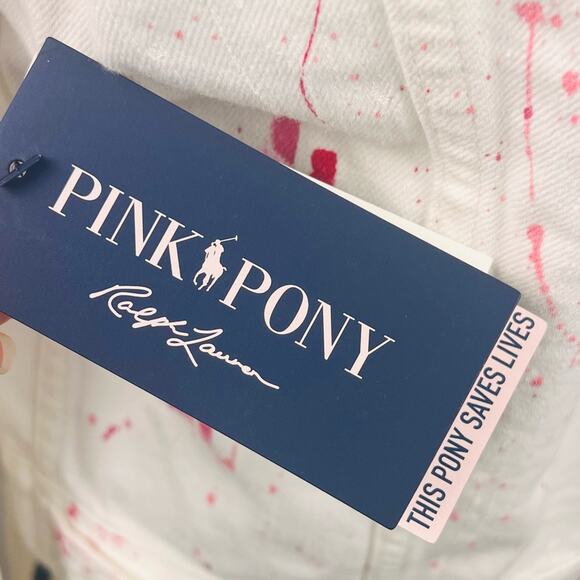 PINK PONY
Ralph Lauren
THIS PONY SAVES LIVES